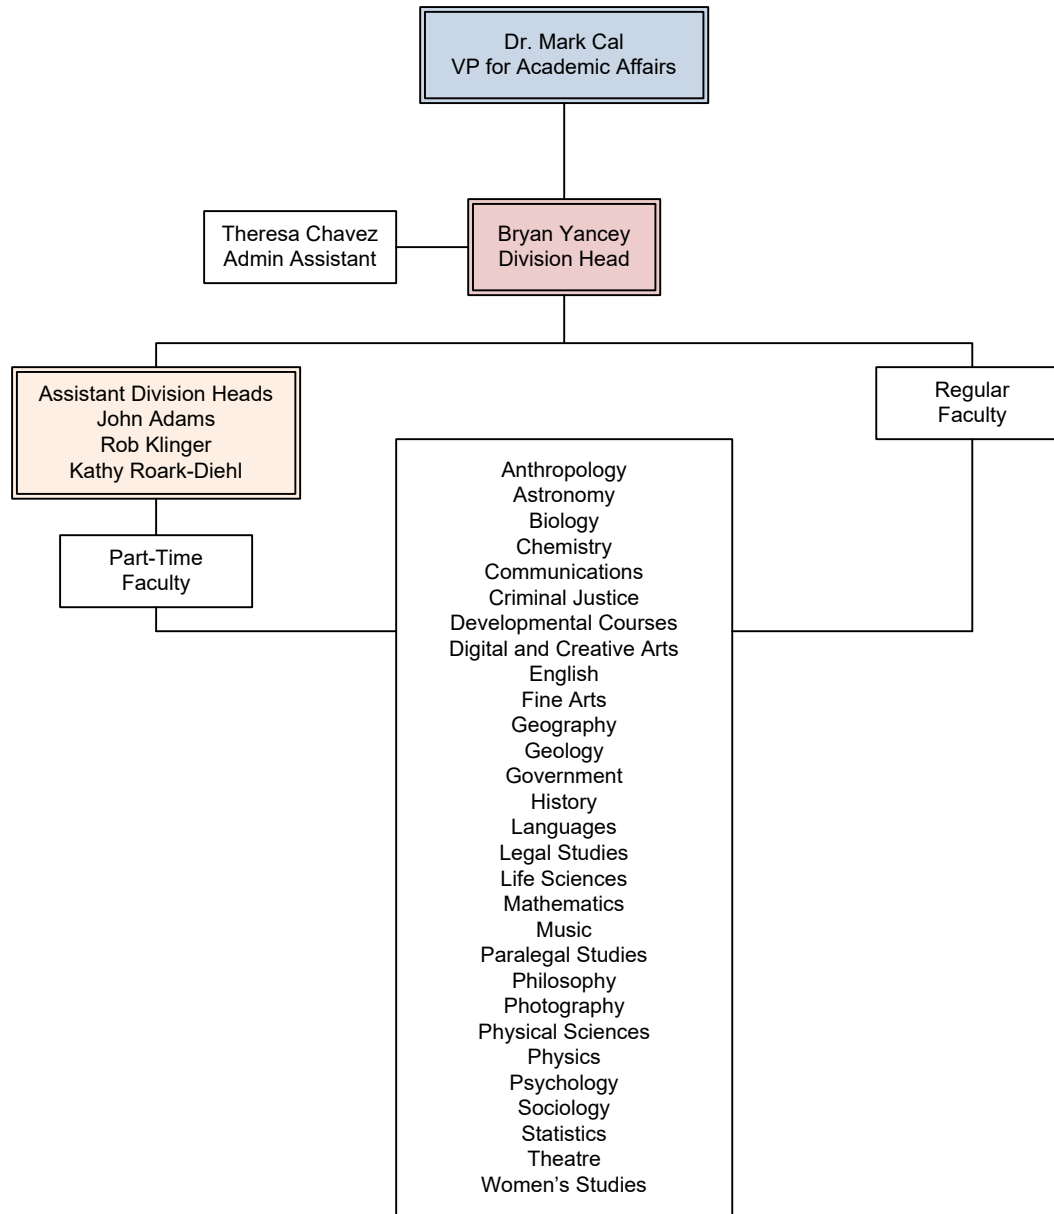 Dr. Mark Cal
VP for Academic Affairs
Theresa Chavez
Admin Assistant
Bryan Yancey
Division Head
Assistant Division Heads
John Adams
Rob Klinger
Kathy Roark-Diehl
Regular
Faculty
Part-Time
Faculty
Anthropology
Astronomy
Biology
Chemistry
Communications
Criminal Justice
Developmental Courses
Digital and Creative Arts
English
Fine Arts
Geography
Geology
Government
History
Languages
Legal Studies
Life Sciences
Mathematics
Music
Paralegal Studies
Philosophy
Photography
Physical Sciences
Physics
Psychology
Sociology
Statistics
Theatre
Women’s Studies